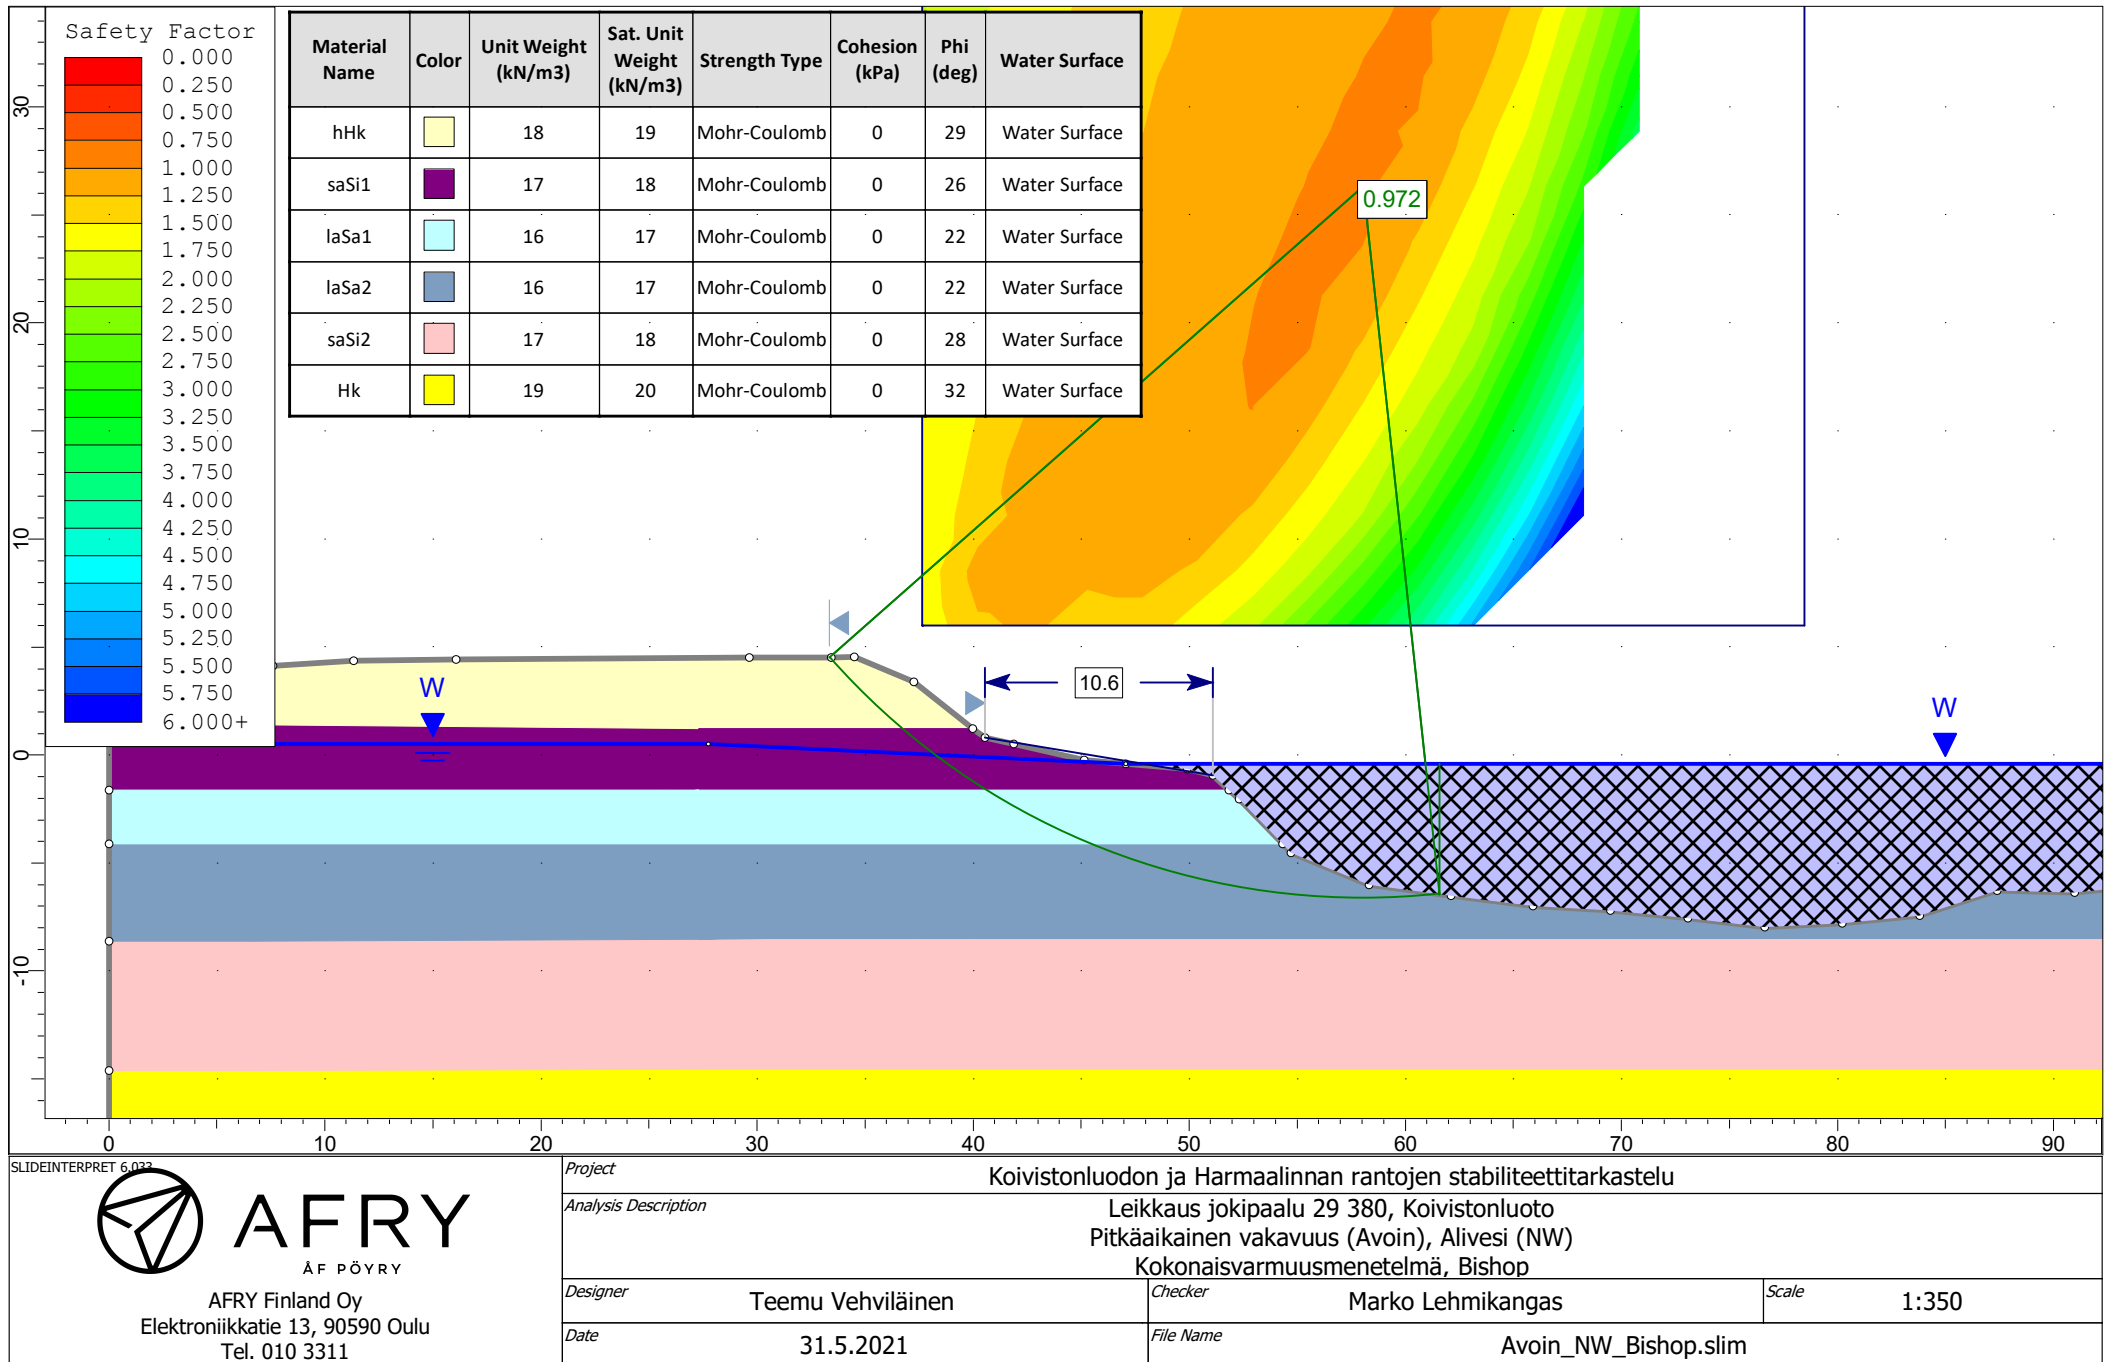 Safety Factor
0.000
0.250
0.500
0.750
1.000
1.250
1.500
1.750
2.000
2.250
2.500
2.750
3.000
3.250
3.500
3.750
4.000
4.250
4.500
4.750
5.000
5.250
5.500
5.750
6.000+
Material Name Color Unit Weight (kN/m3) Sat. Unit Weight (kN/m3) Strength Type Cohesion (kPa) Phi (deg) Water Surface
hHk 18 19 Mohr-Coulomb 0 29 Water Surface
saSi1 17 18 Mohr-Coulomb 0 26 Water Surface
laSa1 16 17 Mohr-Coulomb 0 22 Water Surface
laSa2 16 17 Mohr-Coulomb 0 22 Water Surface
saSi2 17 18 Mohr-Coulomb 0 28 Water Surface
Hk 19 20 Mohr-Coulomb 0 32 Water Surface
0.972
10.6
W
W
30
20
10
0
-10
0 10 20 30 40 50 60 70 80 90
SLIDEINTERPRET 6.033
AFRY
ÅF PÖYRY
AFRY Finland Oy
Elektroniikkatie 13, 90590 Oulu
Tel. 010 3311
Project
Koivistonluodon ja Harmaalinnan rantojen stabiliteettitarkastelu
Analysis Description
Leikkaus jokipaalu 29 380, Koivistonluoto
Pitkäaikainen vakavuus (Avoin), Alivesi (NW)
Kokonaisvarmuusmenetelmä, Bishop
Designer
Teemu Vehviläinen
Checker
Marko Lehmikangas
Scale
1:350
Date
31.5.2021
File Name
Avoin_NW_Bishop.slim